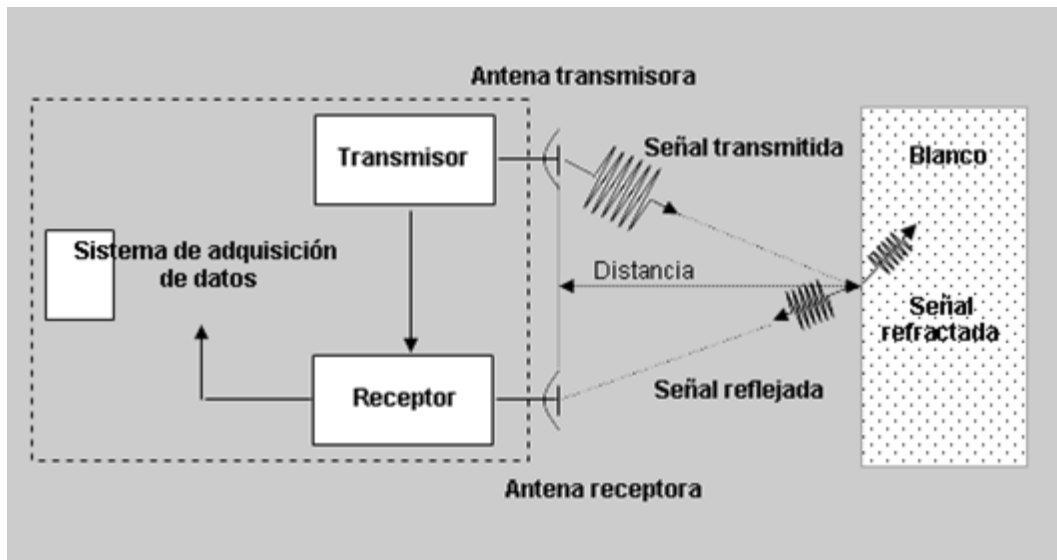 Antena transmisora
Transmisor
Señal transmitida
Blanco
Sistema de adquisición
de datos
Distancia
Señal
refractada
Receptor
Señal reflejada
Antena receptora